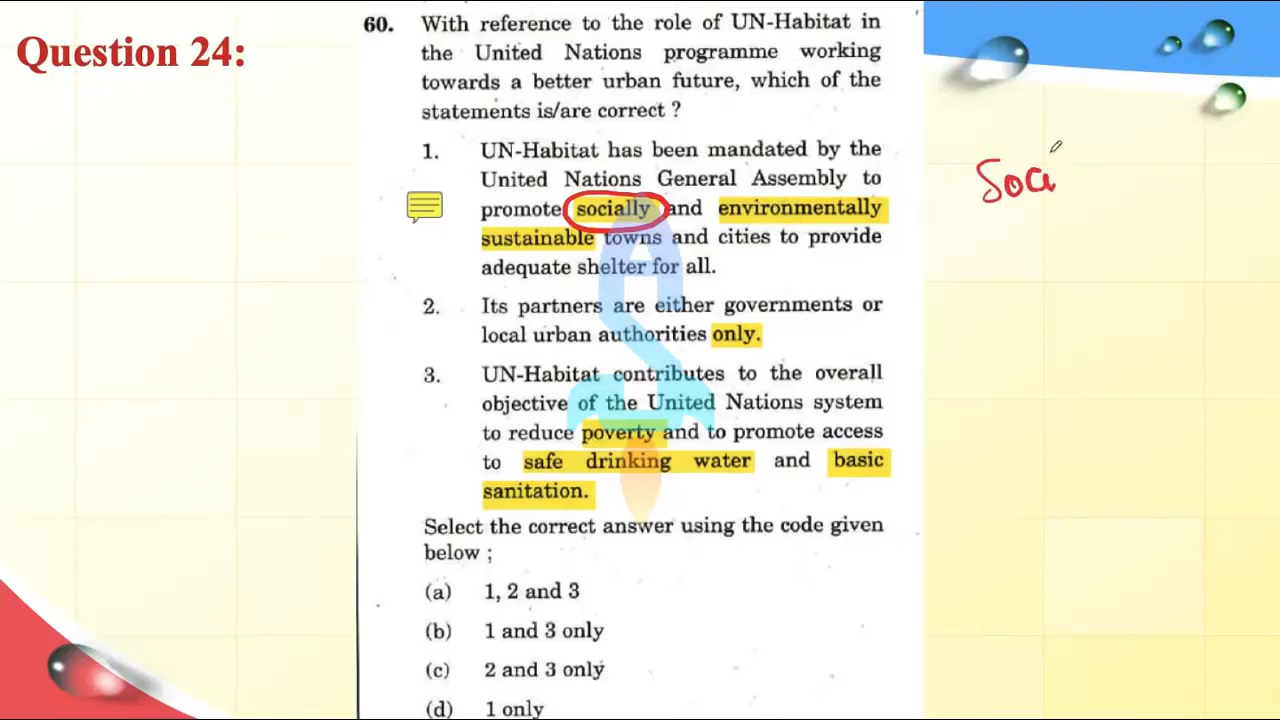 Question 24:
60. With reference to the role of UN-Habitat in
the United Nations programme working
towards a better urban future, which of the
statements is/are correct ?
1. UN-Habitat has been mandated by the
United Nations General Assembly to
promote socially and environmentally
sustainable towns and cities to provide
adequate shelter for all.
2. Its partners are either governments or
local urban authorities only.
3. UN-Habitat contributes to the overall
objective of the United Nations system
to reduce poverty and to promote access
to safe drinking water and basic
sanitation.
Select the correct answer using the code given
below ;
(a) 1, 2 and 3
(b) 1 and 3 only
(c) 2 and 3 only
(d) 1 only
Soci